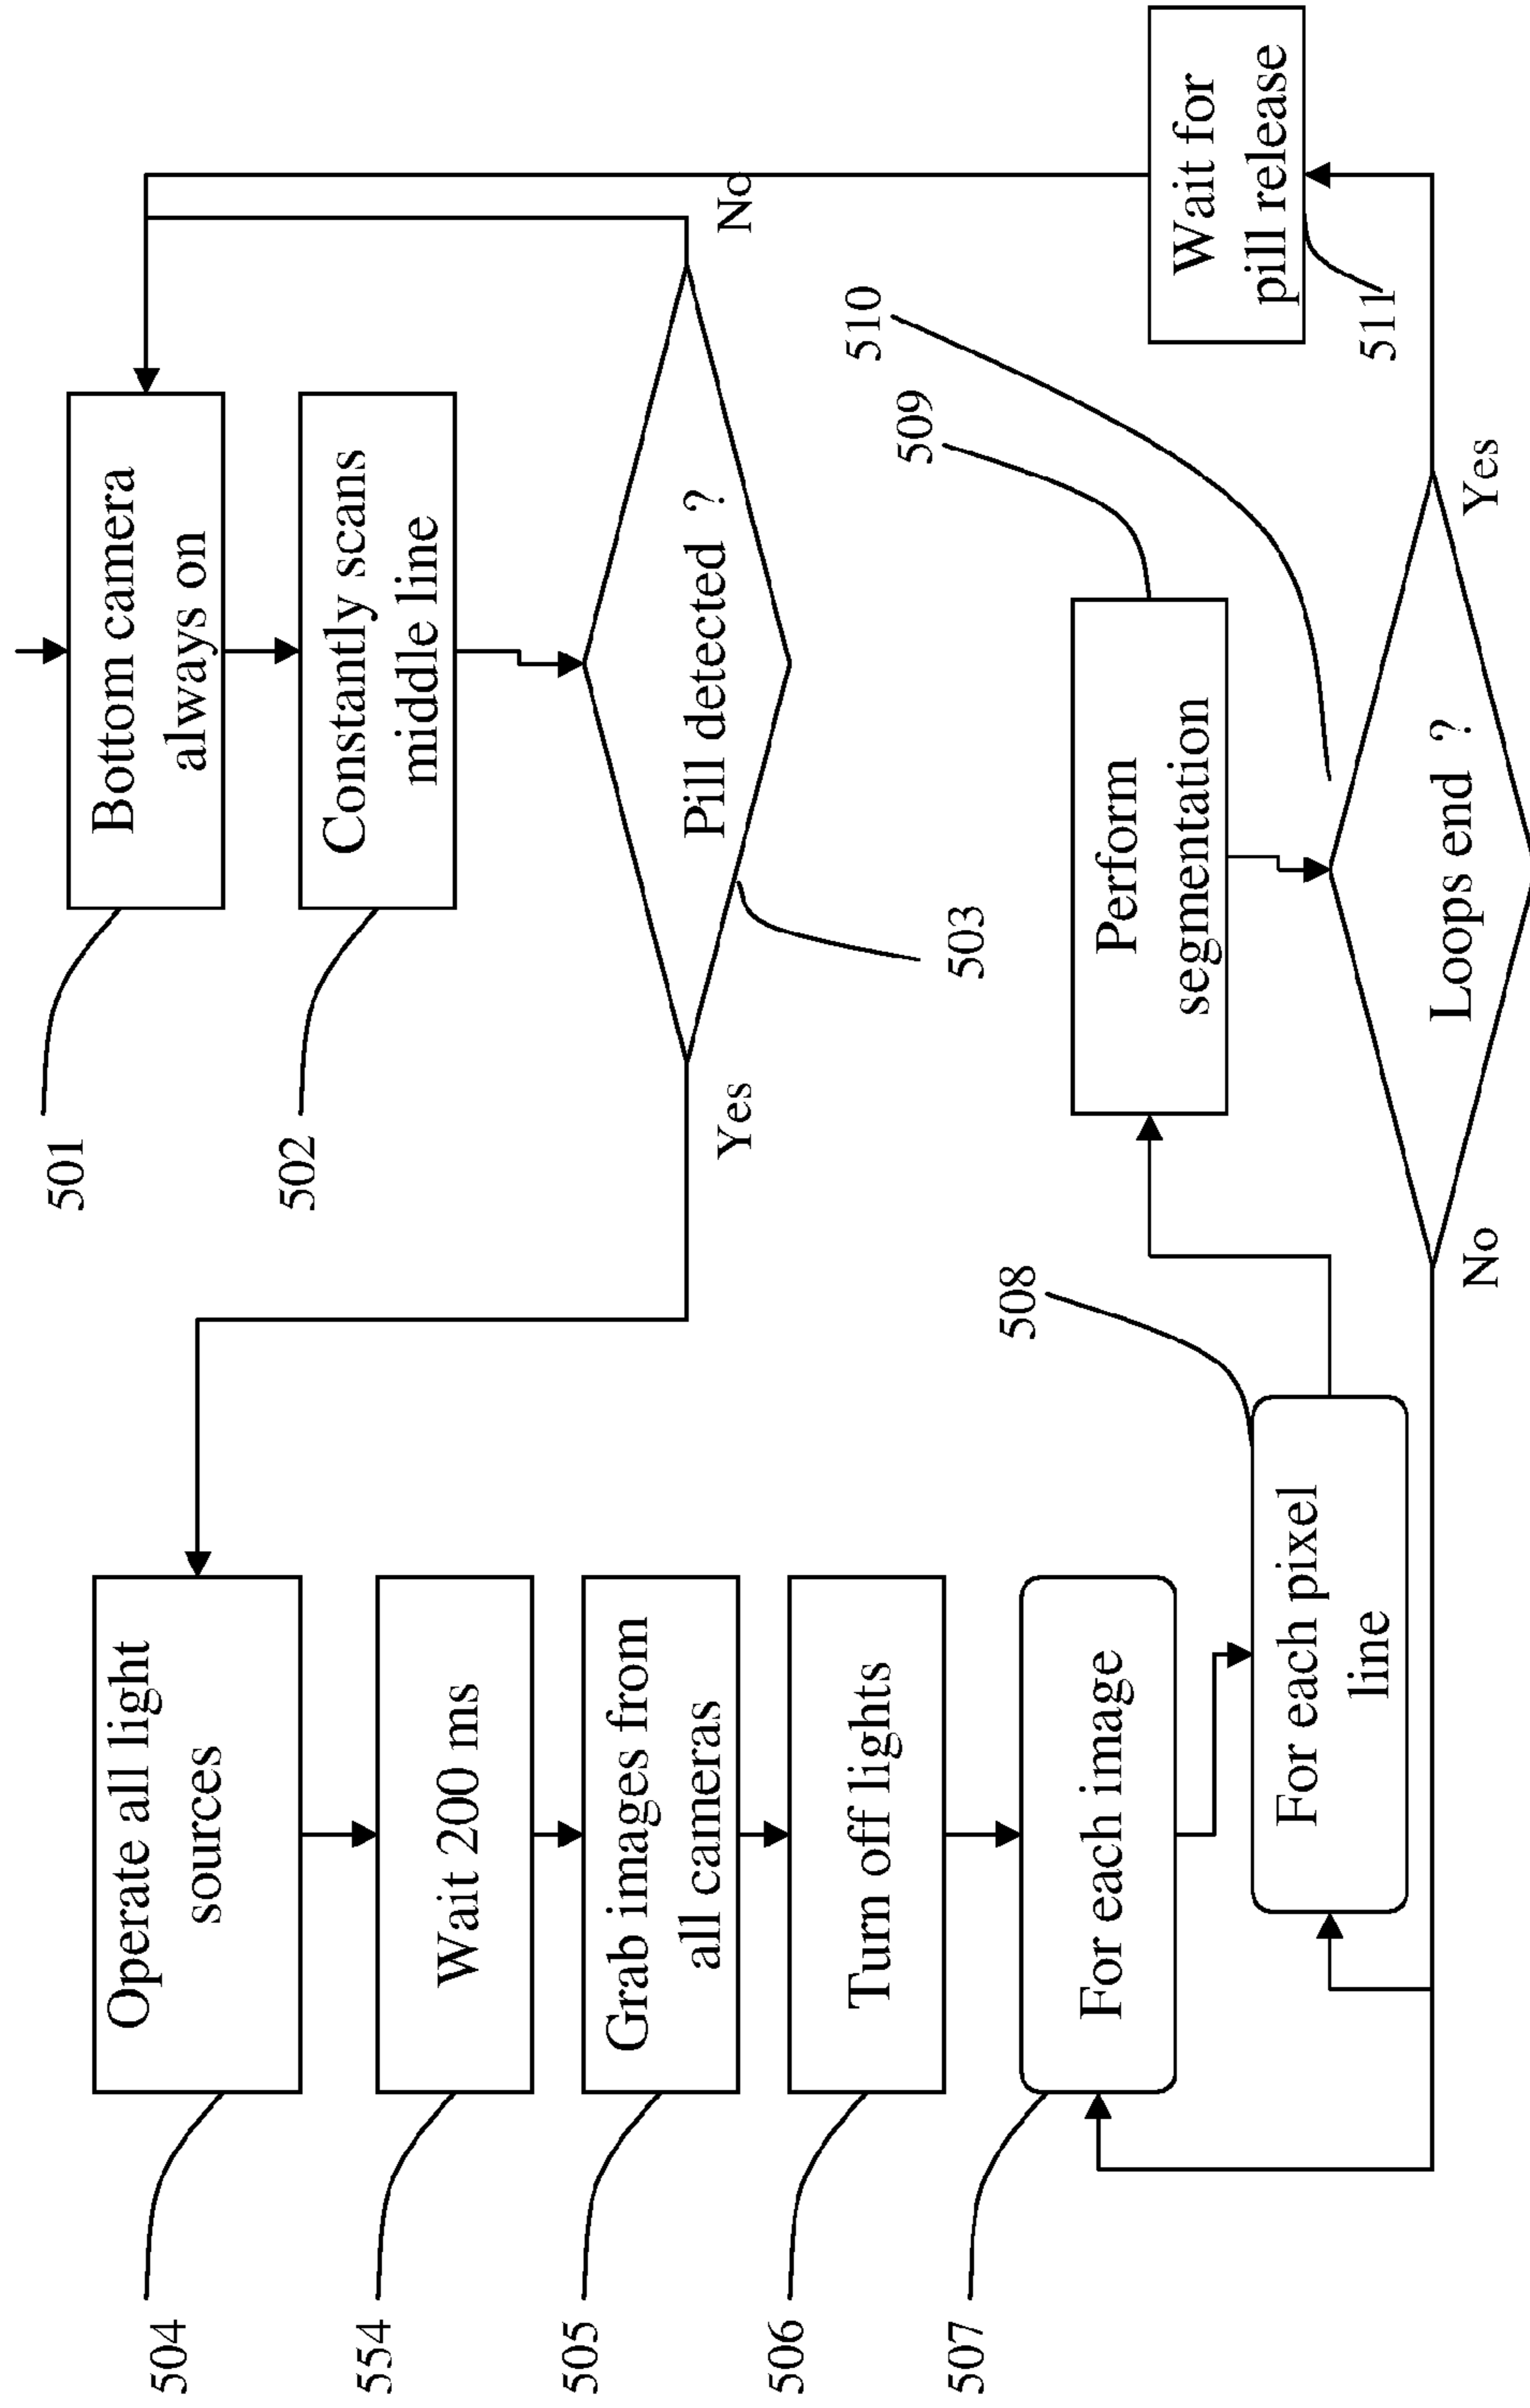 501
Bottom camera
always on
502
Constantly scans
middle line
Pill detected ?
503
Yes
No
504
Operate all light
sources
554
Wait 200 ms
505
Grab images from
all cameras
506
Turn off lights
507
For each image
508
For each pixel
line
509
Perform
segmentation
510
Loops end ?
No
Yes
511
Wait for
pill release